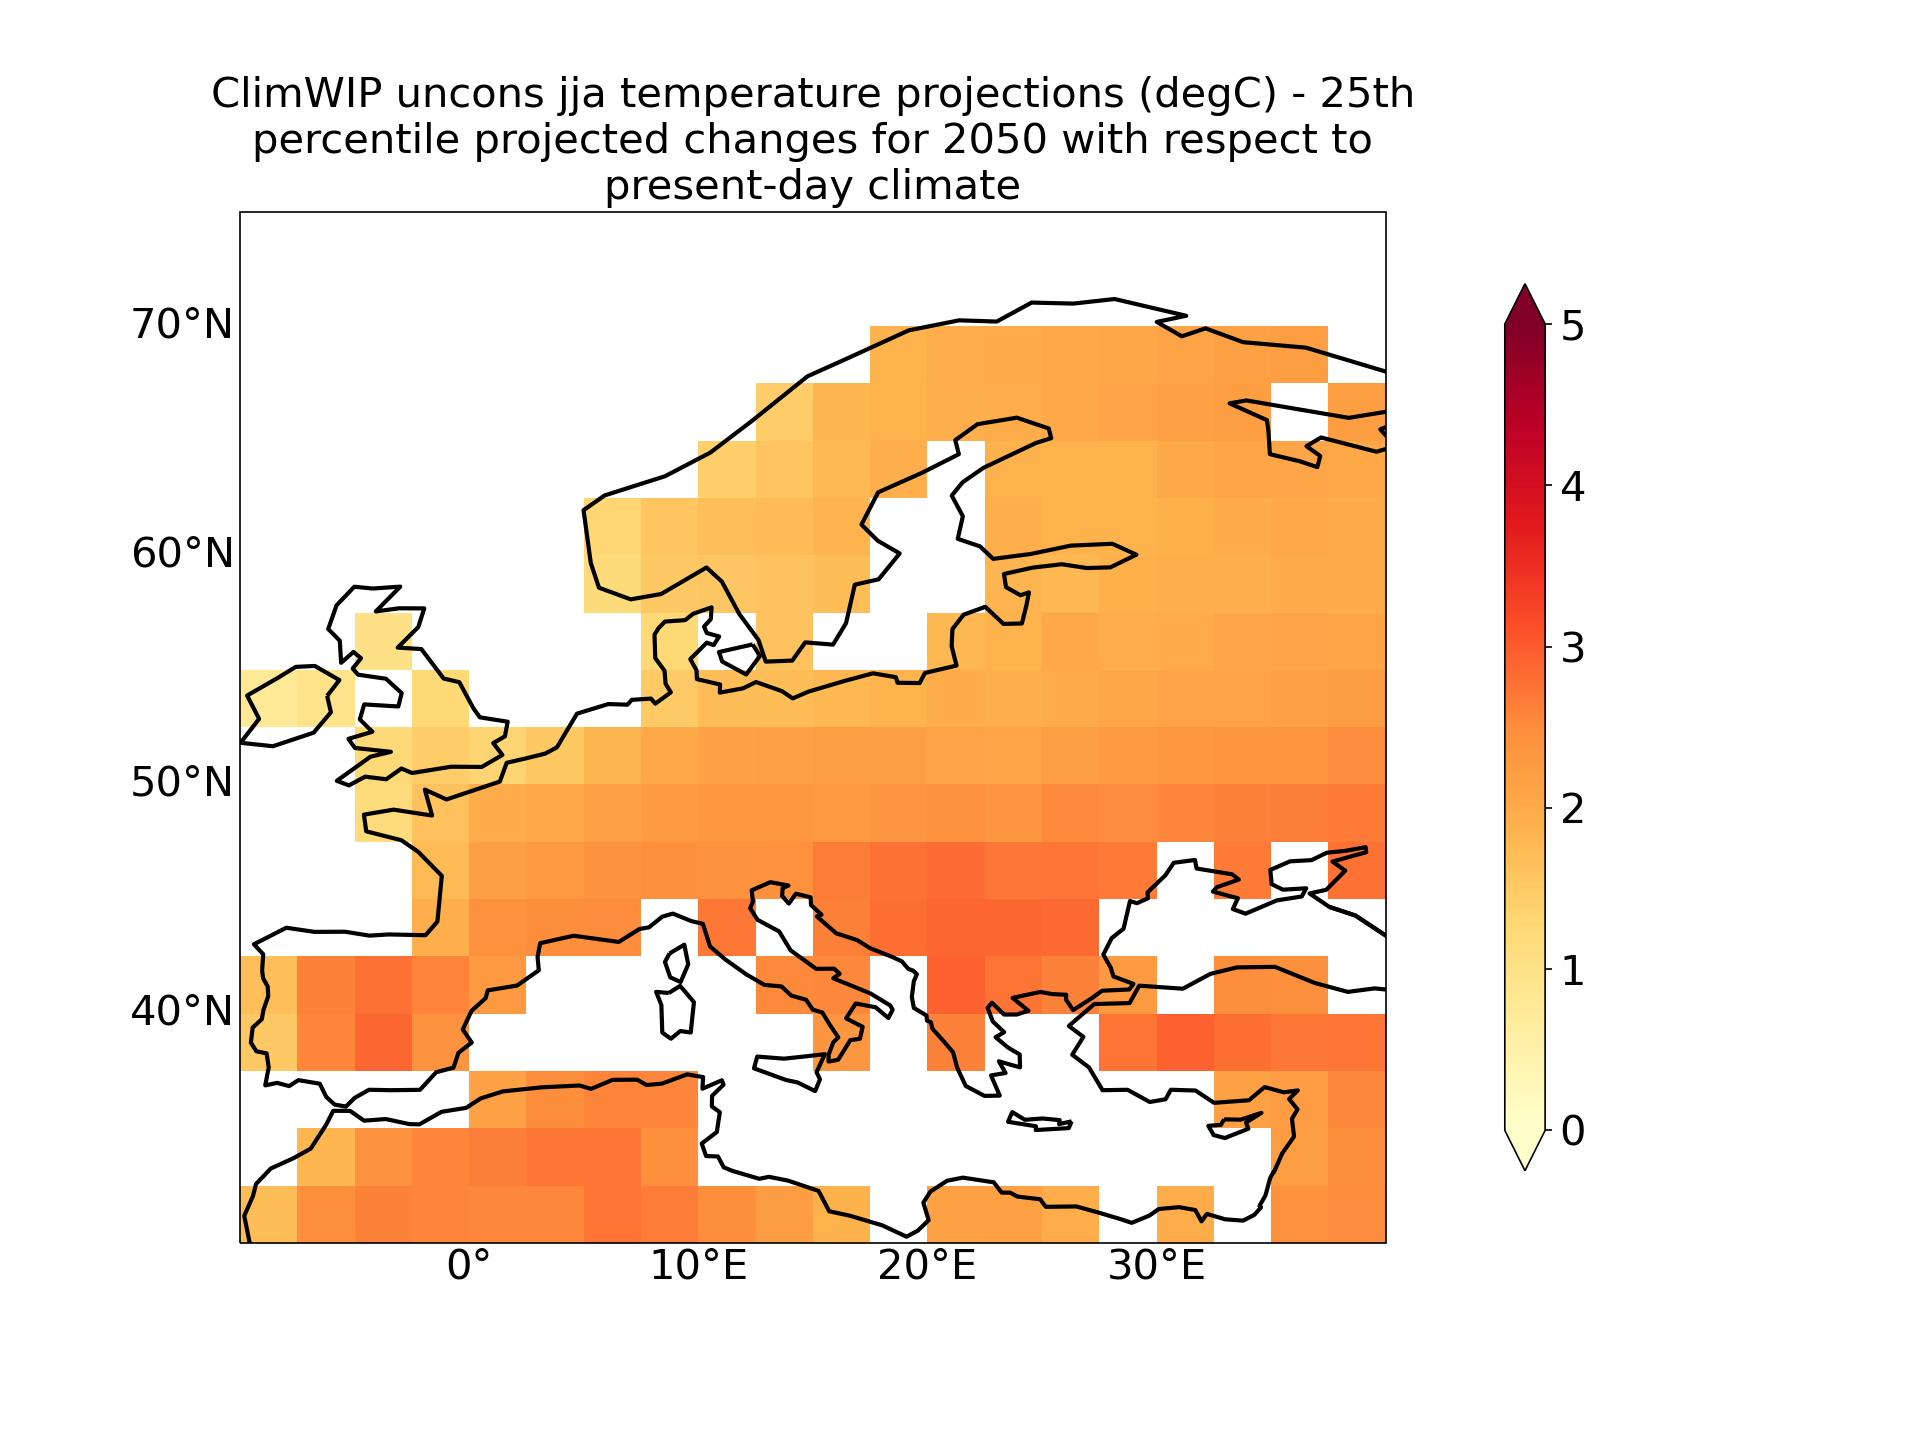 ClimWIP uncons jja temperature projections (degC) - 25th
percentile projected changes for 2050 with respect to
present-day climate
70°N
60°N
50°N
40°N
0°
10°E
20°E
30°E
5
4
3
2
1
0